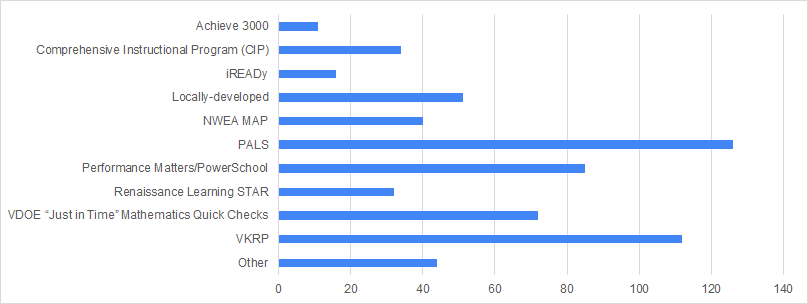 Achieve 3000
Comprehensive Instructional Program (CIP)
iREADy
Locally-developed
NWEA MAP
PALS
Performance Matters/PowerSchool
Renaissance Learning STAR
VDOE “Just in Time” Mathematics Quick Checks
VKRP
Other
0 20 40 60 80 100 120 140